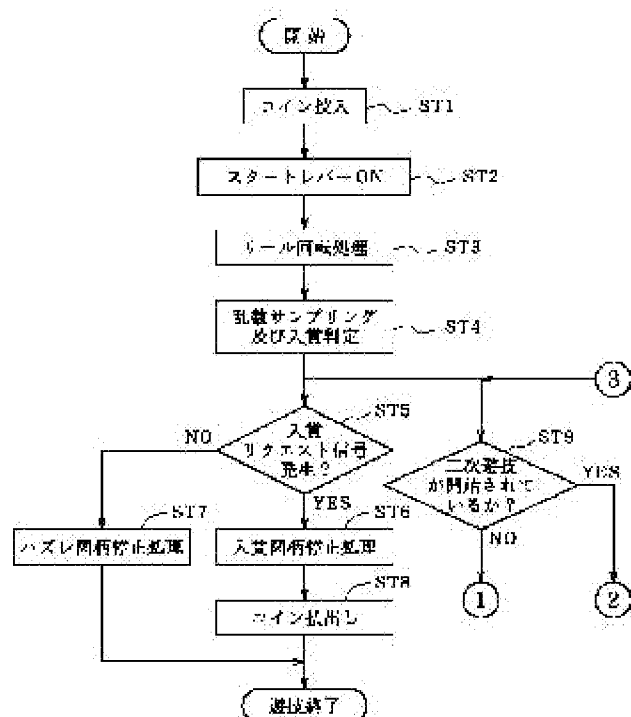 開始
コイン投入
ST1
スタートレバーON
ST2
リール回転処理
ST3
乱数サンプリング
及び入賞判定
ST4
3
ST5
入賞
リクエスト信号
発生?
NO
YES
ST9
二次遊技
が開始されて
いるか?
YES
NO
ST7
ハズレ図柄停止処理
ST6
入賞図柄停止処理
1
2
ST8
コイン払出し
遊技終了